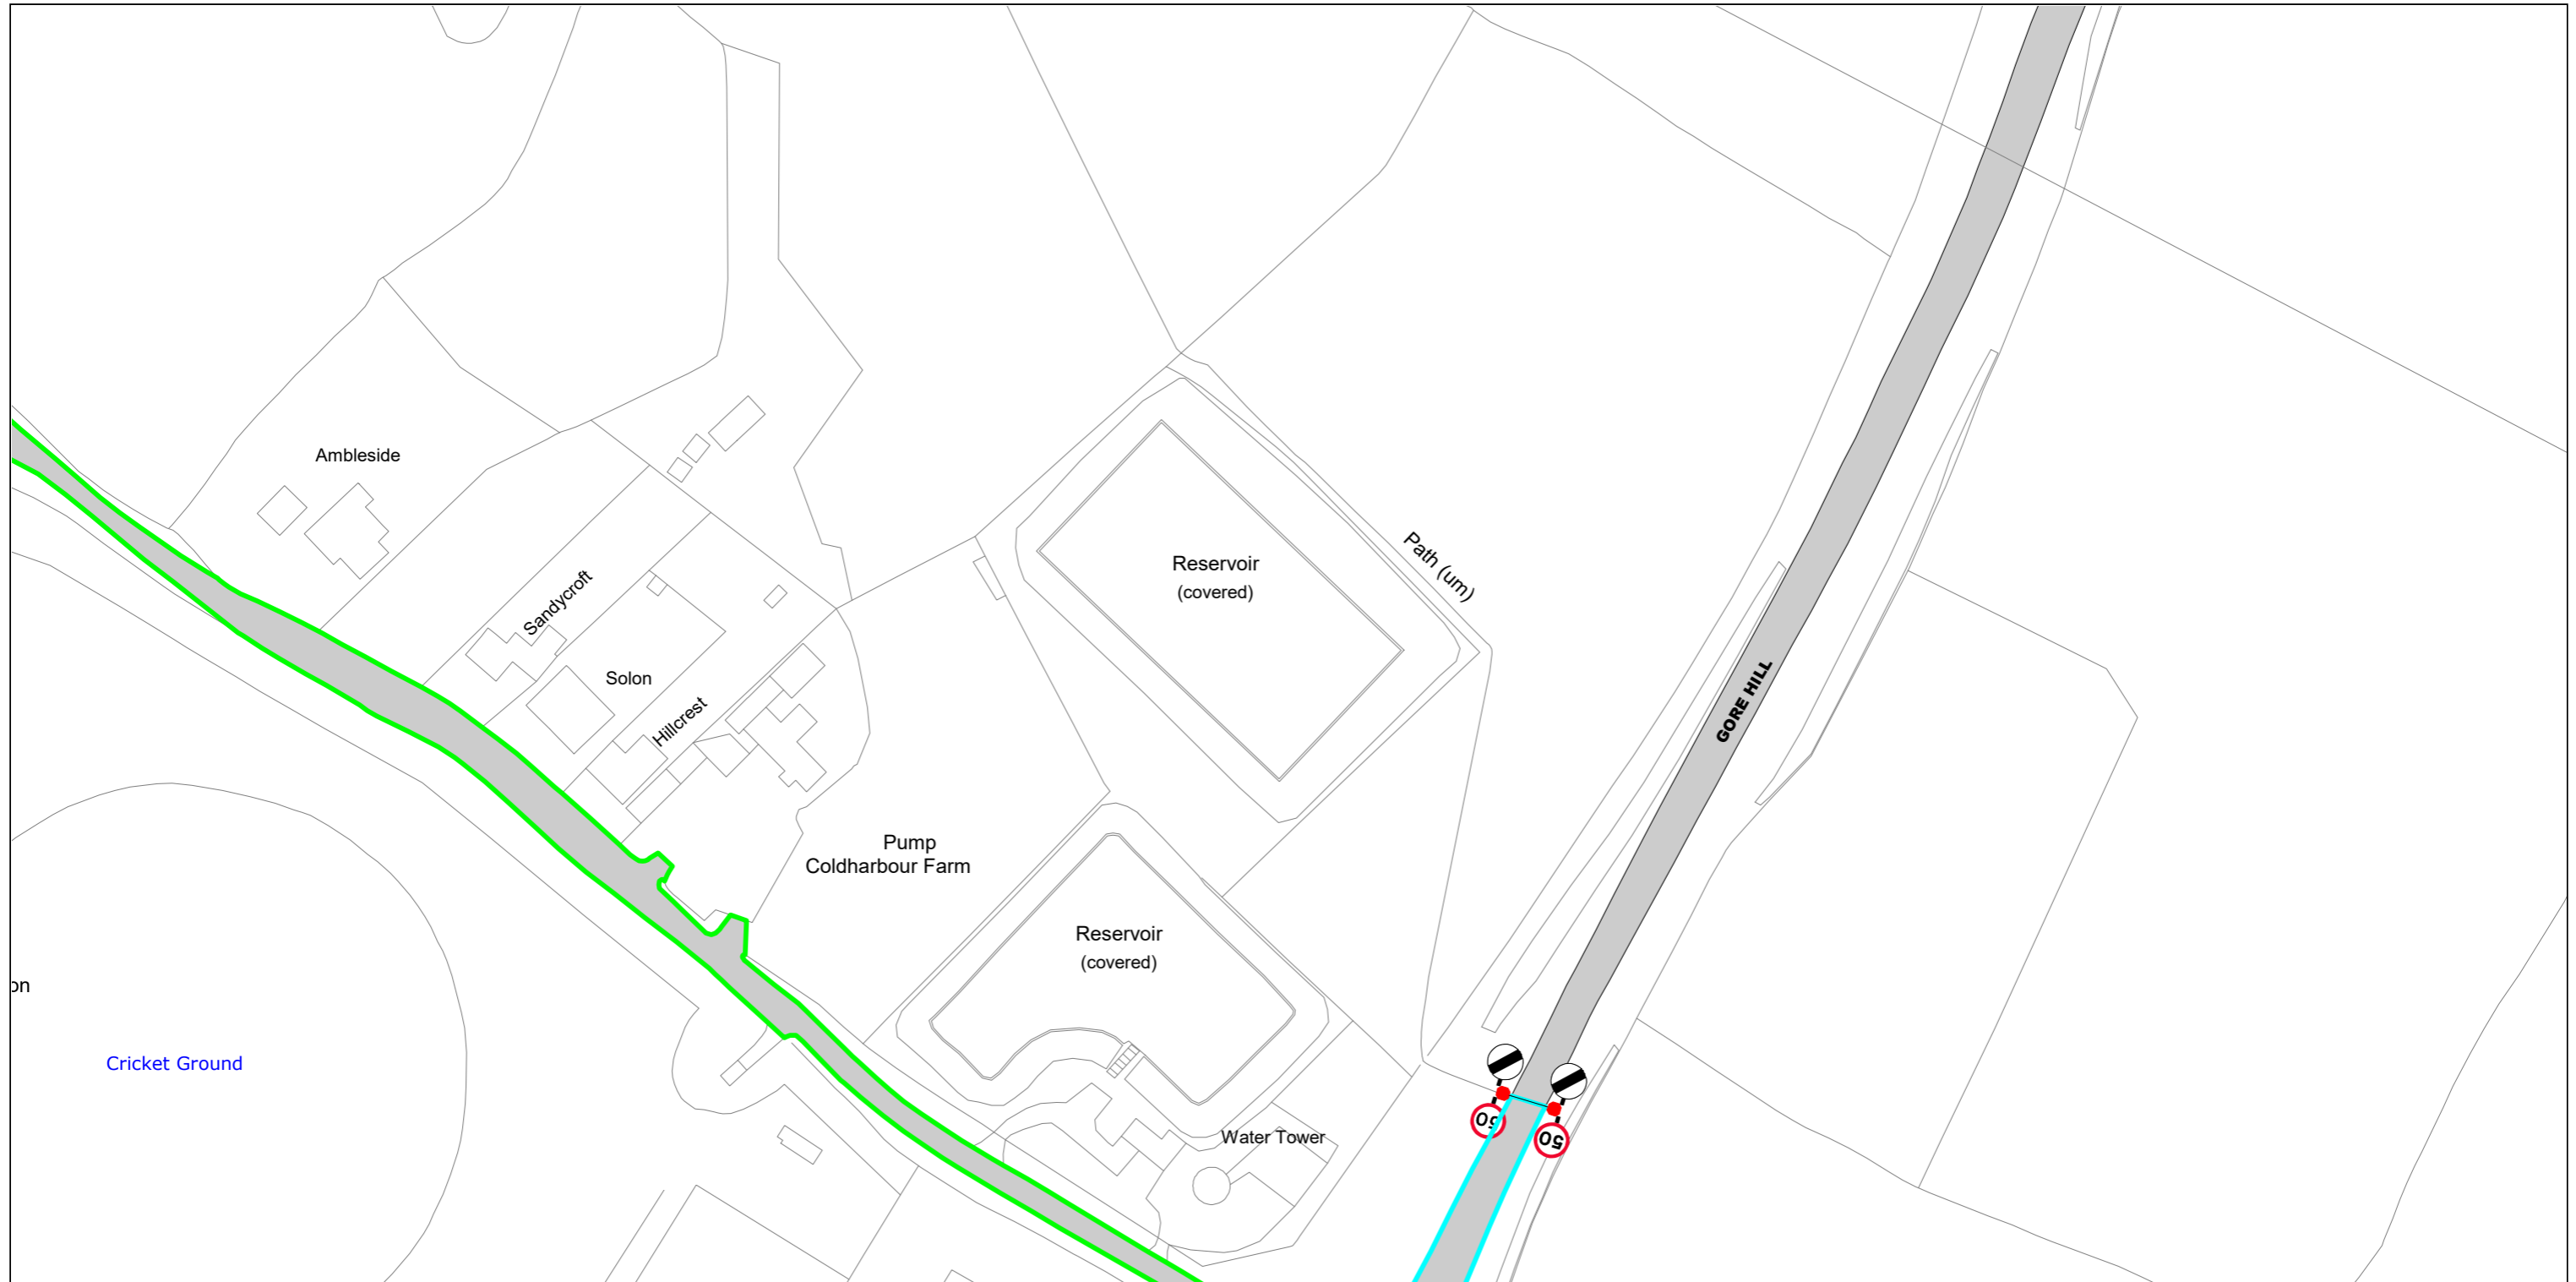 Ambleside
Sandycroft
Solon
Hillcrest
Reservoir
(covered)
Path (um)
GORE HILL
Pump
Coldharbour Farm
Reservoir
(covered)
on
Cricket Ground
Water Tower
50
50